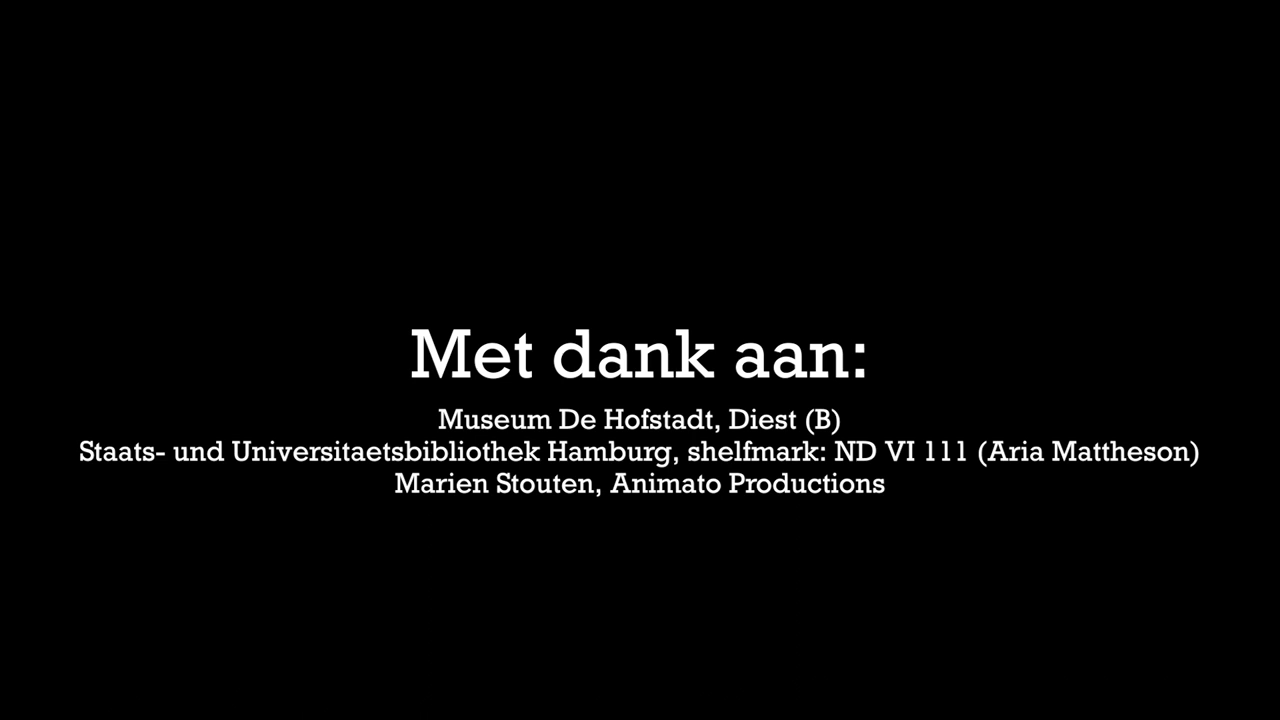 Met dank aan:
Museum De Hofstadt, Diest (B)
Staats- und Universitaetsbibliothek Hamburg, shelfmark: ND VI 111 (Aria Mattheson)
Marien Stouten, Animato Productions